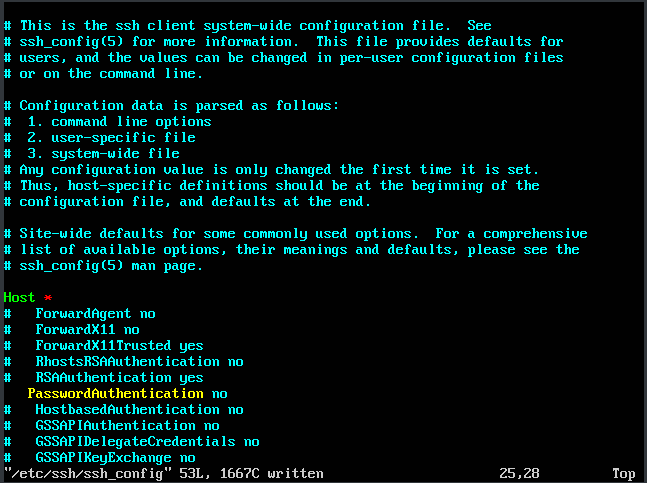 # This is the ssh client system-wide configuration file.  See
# ssh_config(5) for more information.  This file provides defaults for
# users, and the values can be changed in per-user configuration files
# or on the command line.

# Configuration data is parsed as follows:
#  1. command line options
#  2. user-specific file
#  3. system-wide file
# Any configuration value is only changed the first time it is set.
# Thus, host-specific definitions should be at the beginning of the
# configuration file, and defaults at the end.

# Site-wide defaults for some commonly used options.  For a comprehensive
# list of available options, their meanings and defaults, please see the
# ssh_config(5) man page.

Host *
#   ForwardAgent no
#   ForwardX11 no
#   ForwardX11Trusted yes
#   RhostsRSAAuthentication no
#   RSAAuthentication yes
   PasswordAuthentication no
#   HostbasedAuthentication no
#   GSSAPIAuthentication no
#   GSSAPIDelegateCredentials no
#   GSSAPIKeyExchange no
"/etc/ssh/ssh_config" 53L, 1667C written                      25,28         Top